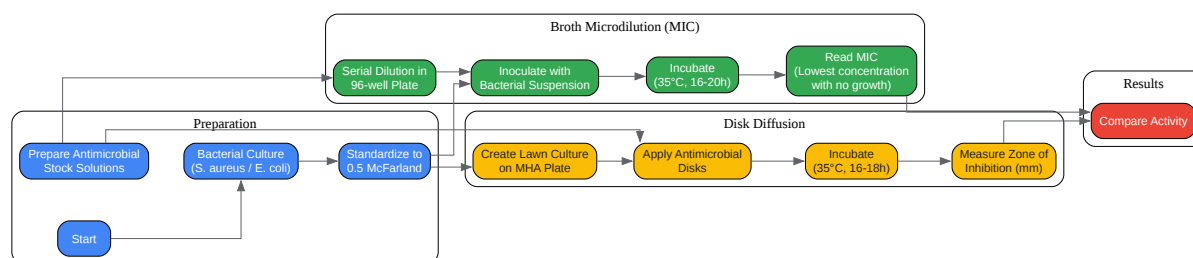 Broth Microdilution (MIC)
Serial Dilution in
96-well Plate
Inoculate with
Bacterial Suspension
Incubate
(35°C, 16-20h)
Read MIC
(Lowest concentration
with no growth)
Results
Compare Activity
Preparation
Prepare Antimicrobial
Stock Solutions
Bacterial Culture
(S. aureus / E. coli)
Standardize to
0.5 McFarland
Start
Disk Diffusion
Create Lawn Culture
on MHA Plate
Apply Antimicrobial
Disks
Incubate
(35°C, 16-18h)
Measure Zone of
Inhibition (mm)